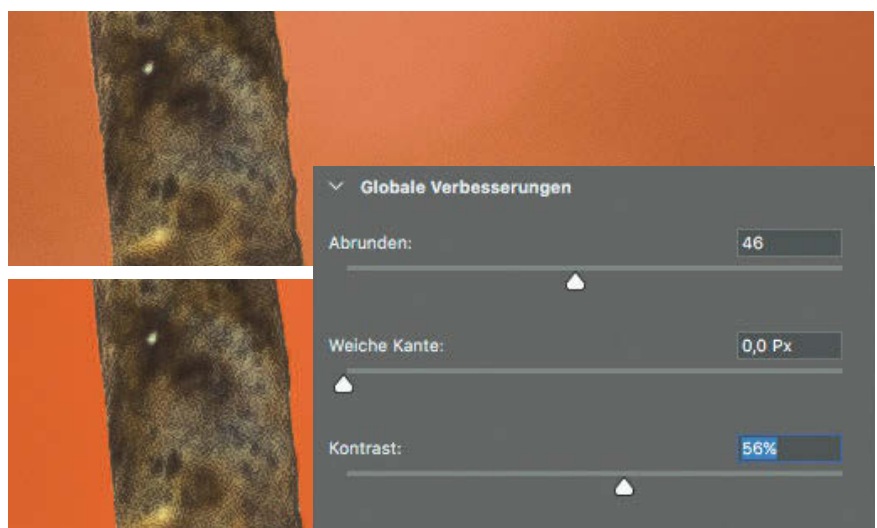 Globale Verbesserungen
Abrunden:
46
Weiche Kante:
0,0 Px
Kontrast:
56%